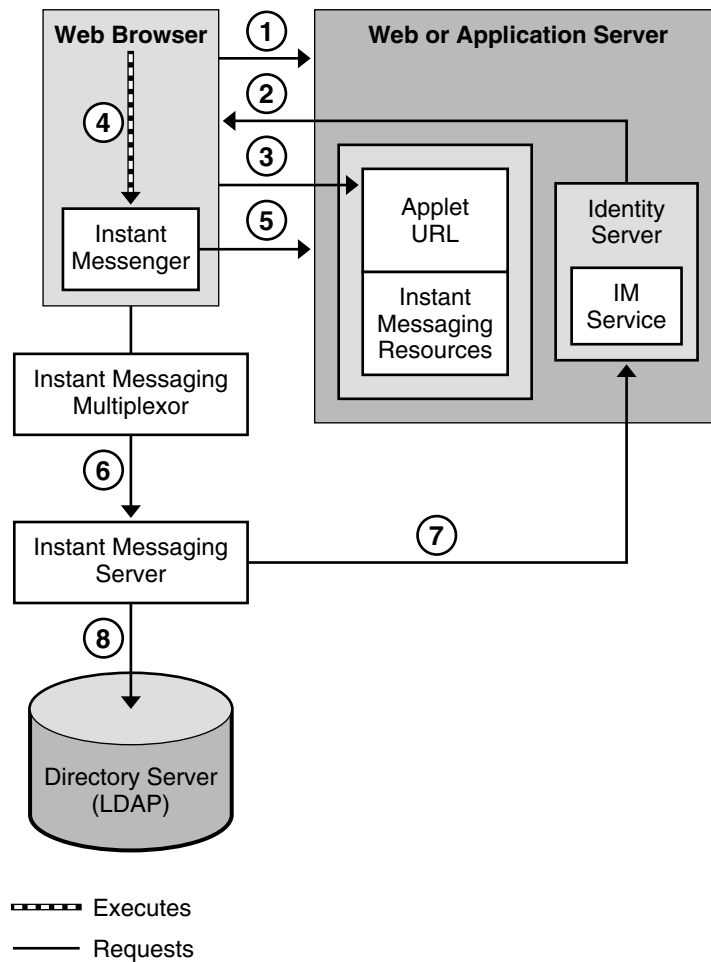 Web Browser
1
Web or Application Server
2
4
3
Applet
URL
Identity
Server
Instant
Messenger
5
Instant
Messaging
Resources
IM
Service
Instant Messaging
Multiplexor
6
Instant Messaging
Server
7
8
Directory Server
(LDAP)
Executes
Requests